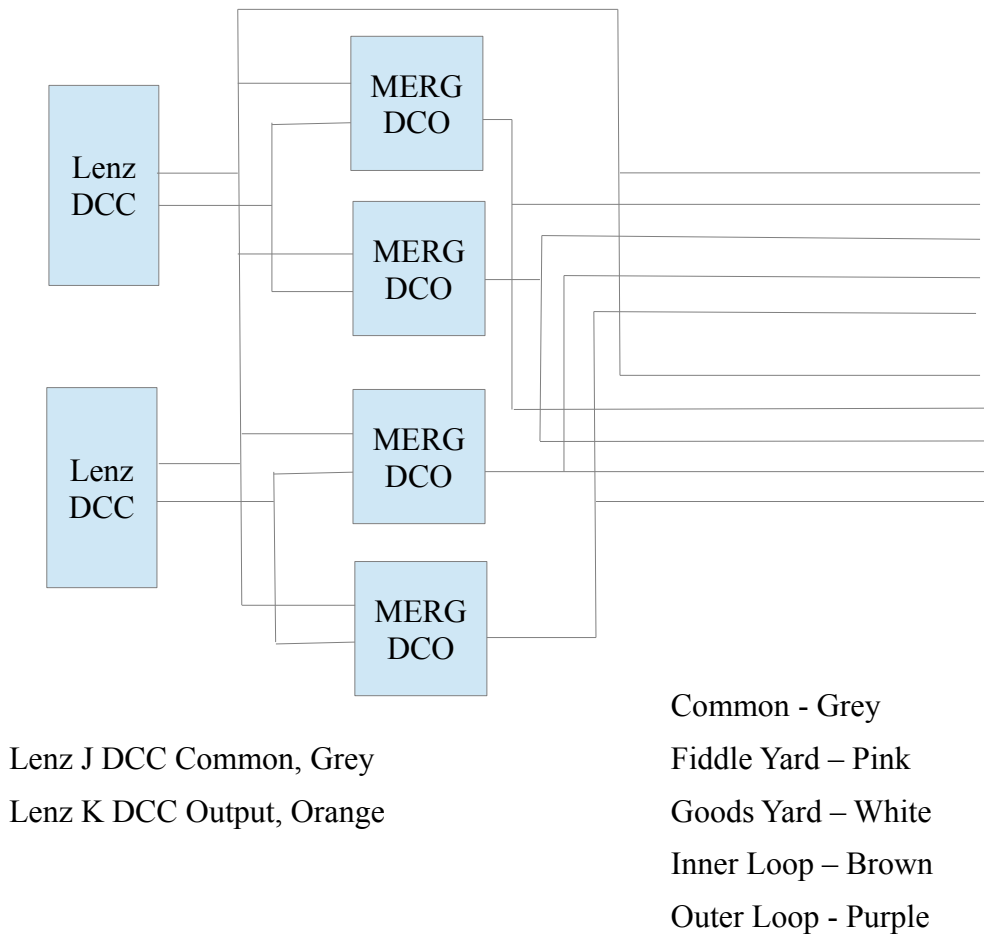 MERG
DCO
Lenz
DCC
MERG
DCO
MERG
DCO
Lenz
DCC
MERG
DCO
Common - Grey
Lenz J DCC Common, Grey
Fiddle Yard – Pink
Lenz K DCC Output, Orange
Goods Yard – White
Inner Loop – Brown
Outer Loop - Purple